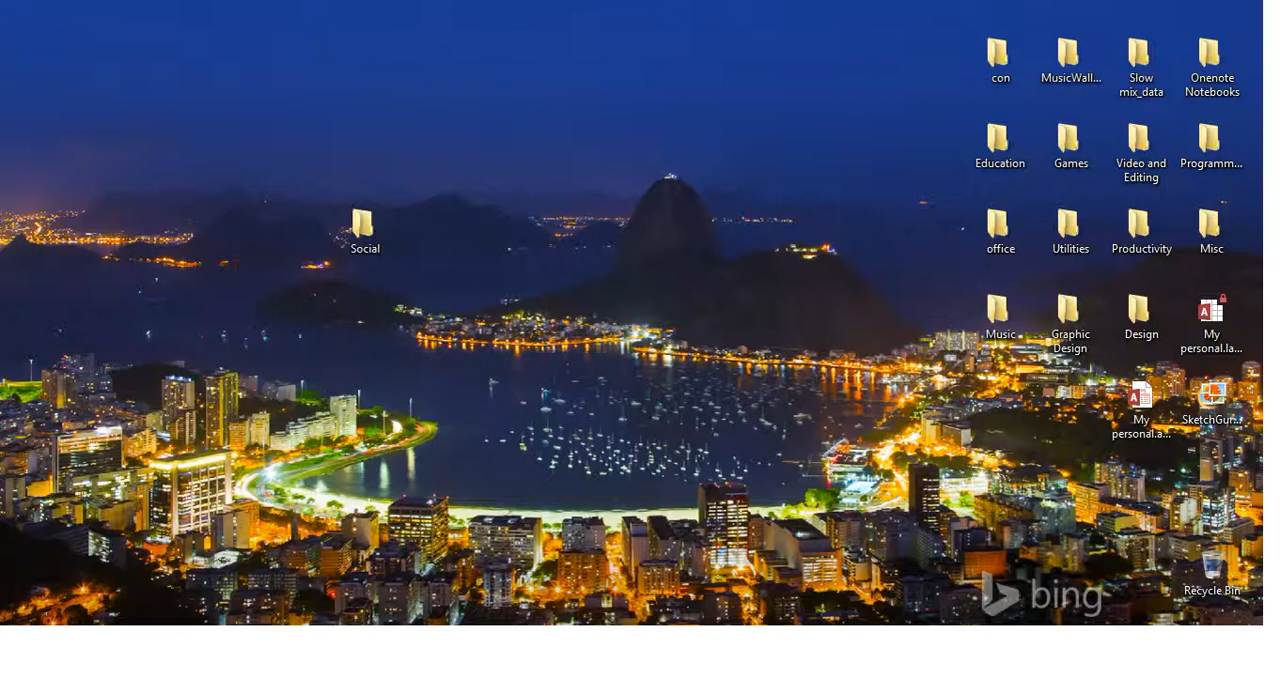 con
MusicWall...
Slow
mix_data
Onenote
Notebooks
Education
Games
Video and
Editing
Programm...
Social
office
Utilities
Productivity
Misc
Music
Graphic
Design
Design
My
personal.la...
My
personal.a...
SketchGur...
Recycle Bin
bing